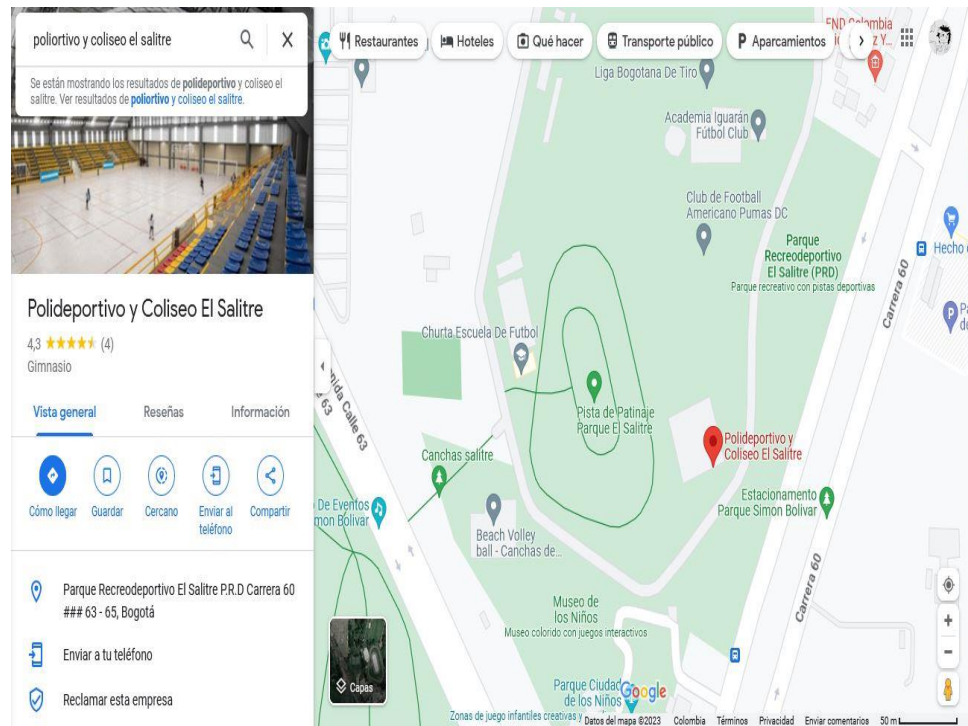 poliortivo y coliseo el salitre
Se están mostrando los resultados de polideportivo y coliseo el
salitre. Ver resultados de poliortivo y coliseo el salitre.
Polideportivo y Coliseo El Salitre
4,3 (4)
Gimnasio
Vista general
Reseñas
Información
Cómo llegar
Guardar
Cercano
Enviar al
teléfono
Compartir
Parque Recreodeportivo El Salitre P.R.D Carrera 60
### 63 - 65, Bogotá
Enviar a tu teléfono
Reclamar esta empresa
Restaurantes
Hoteles
Qué hacer
Transporte público
P Aparcamientos
END Colombia
Liga Bogotana De Tiro
Academia Iguarán
Fútbol Club
Club de Football
Americano Pumas DC
Parque
Recreodeportivo
El Salitre (PRD)
Parque recreativo con pistas deportivas
Hecho
Carrera 60
P
Churta Escuela De Futbol
Calle 63
Pista de Patinaje
Parque El Salitre
Polideportivo y
Coliseo El Salitre
Canchas salitre
De Eventos
Beach Volley
ball - Canchas de...
Estacionamento
Parque Simon Bolivar
Carrera 60
Museo de
los Niños
Museo colorido con juegos interactivos
Capas
Parque Ciudad
de los Niños
Google
Zonas de juego infantiles creativas y
Datos del mapa ©2023
Colombia
Términos
Privacidad
Enviar comentarios
50 m